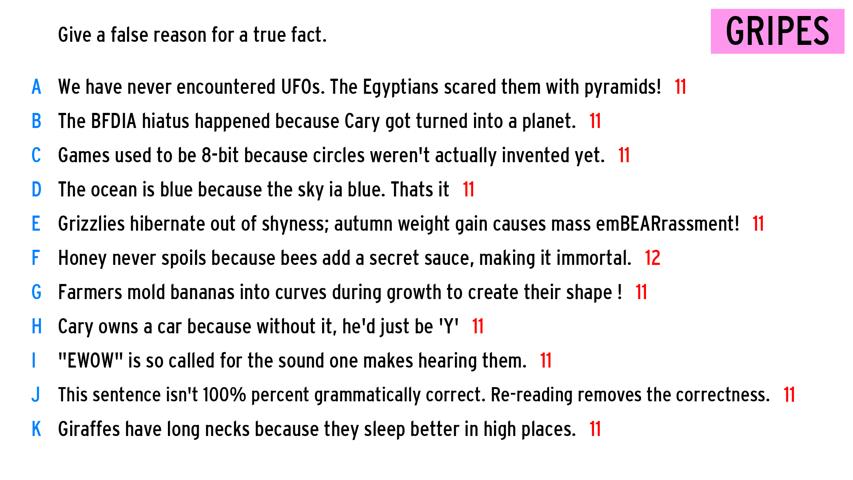 Give a false reason for a true fact.
GRIPES
A We have never encountered UFOs. The Egyptians scared them with pyramids! 11
B The BFDIA hiatus happened because Cary got turned into a planet. 11
C Games used to be 8-bit because circles weren't actually invented yet. 11
D The ocean is blue because the sky ia blue. Thats it 11
E Grizzlies hibernate out of shyness; autumn weight gain causes mass emBEARrassment! 11
F Honey never spoils because bees add a secret sauce, making it immortal. 12
G Farmers mold bananas into curves during growth to create their shape ! 11
H Cary owns a car because without it, he'd just be 'Y' 11
I "EWOW" is so called for the sound one makes hearing them. 11
J This sentence isn't 100% percent grammatically correct. Re-reading removes the correctness. 11
K Giraffes have long necks because they sleep better in high places. 11